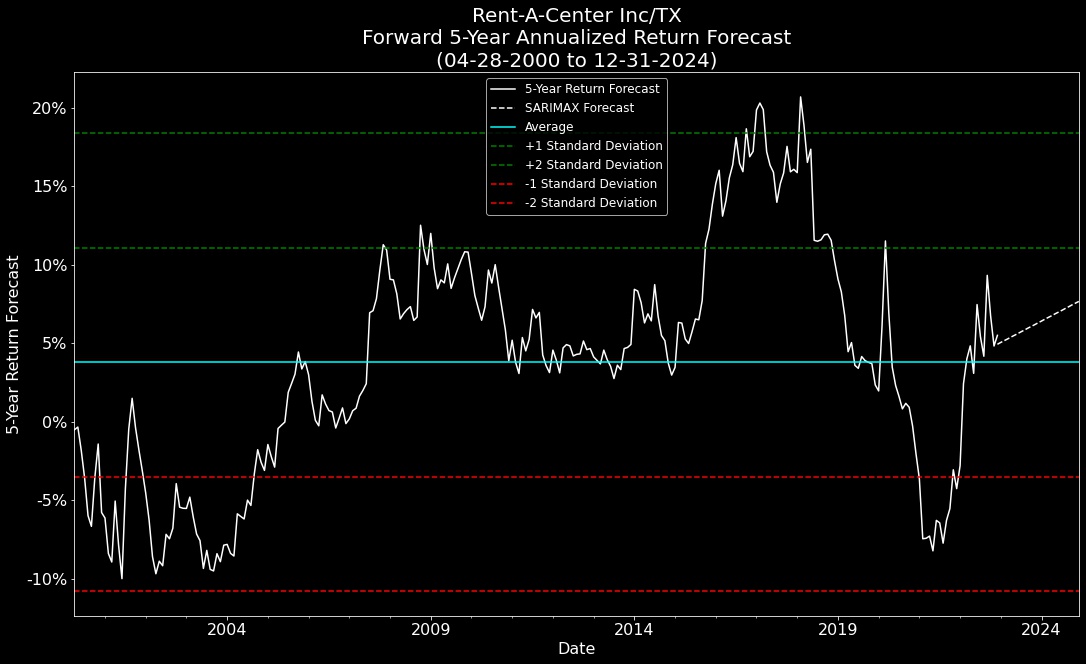 Rent-A-Center Inc/TX
Forward 5-Year Annualized Return Forecast
(04-28-2000 to 12-31-2024)
5-Year Return Forecast
SARIMAX Forecast
Average
+1 Standard Deviation
+2 Standard Deviation
-1 Standard Deviation
-2 Standard Deviation
5-Year Return Forecast
20%
15%
10%
5%
0%
-5%
-10%
2004
2009
2014
2019
2024
Date